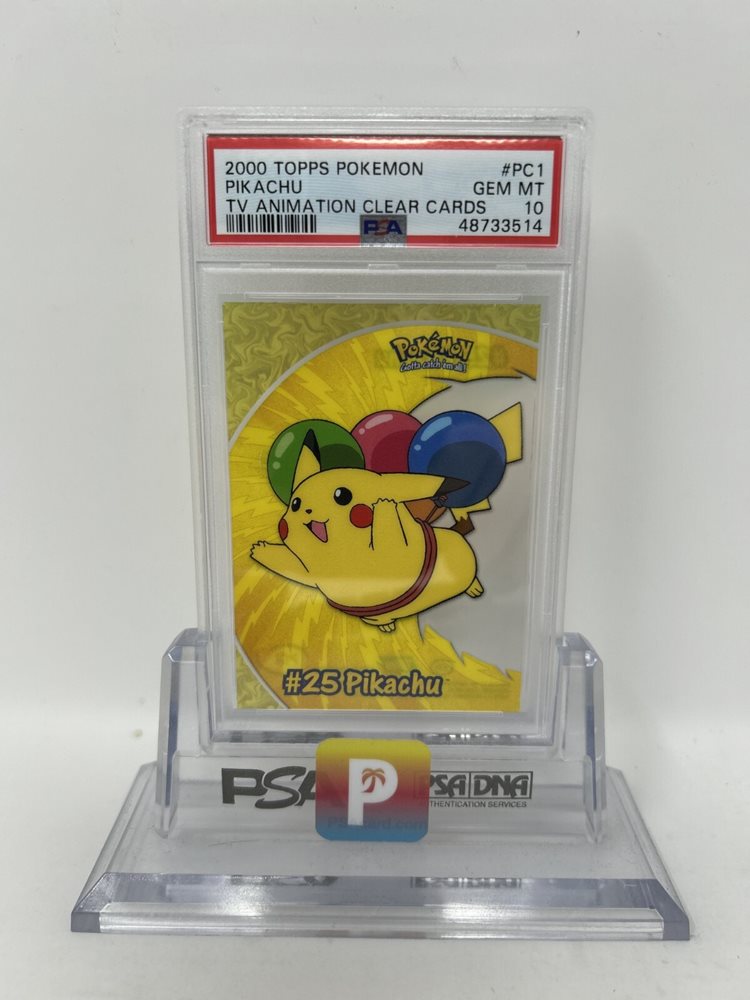 2000 TOPPS POKEMON #PC1
PIKACHU GEM MT
TV ANIMATION CLEAR CARDS 10
PSA 48733514
POKéMON
Gotta catch 'em all!
#25 Pikachu™
PSA P PSA DNA
AUTHENTICATION SERVICES